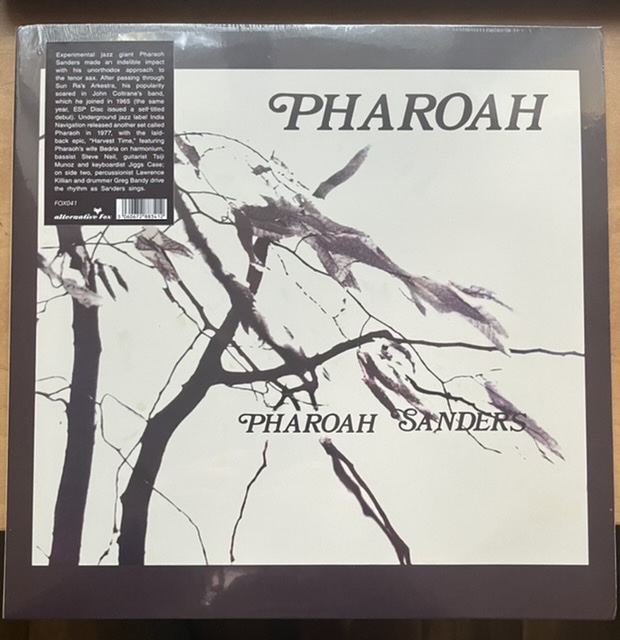 Experimental jazz giant Pharaoh
Sanders made an indelible impact
with his unorthodox approach to
the tenor sax. After passing through
Sun Ra's Arkestra, his popularity
soared in John Coltrane's band,
which he joined in 1965 (the same
year, ESP Disc issued a self-titled
debut). Underground jazz label India
Navigation released another set called
Pharaoh in 1977, with the laid-
back epic, "Harvest Time," featuring
Pharaoh's wife Bedria on harmonium,
bassist Steve Neil, guitarist Tsiji
Munoz and keyboardist Jiggs Case;
on side two, percussionist Lawrence
Killian and drummer Greg Bandy drive
the rhythm as Sanders sings.
FOX041
alternative fox
PHAROAH
PHAROAH SANDERS